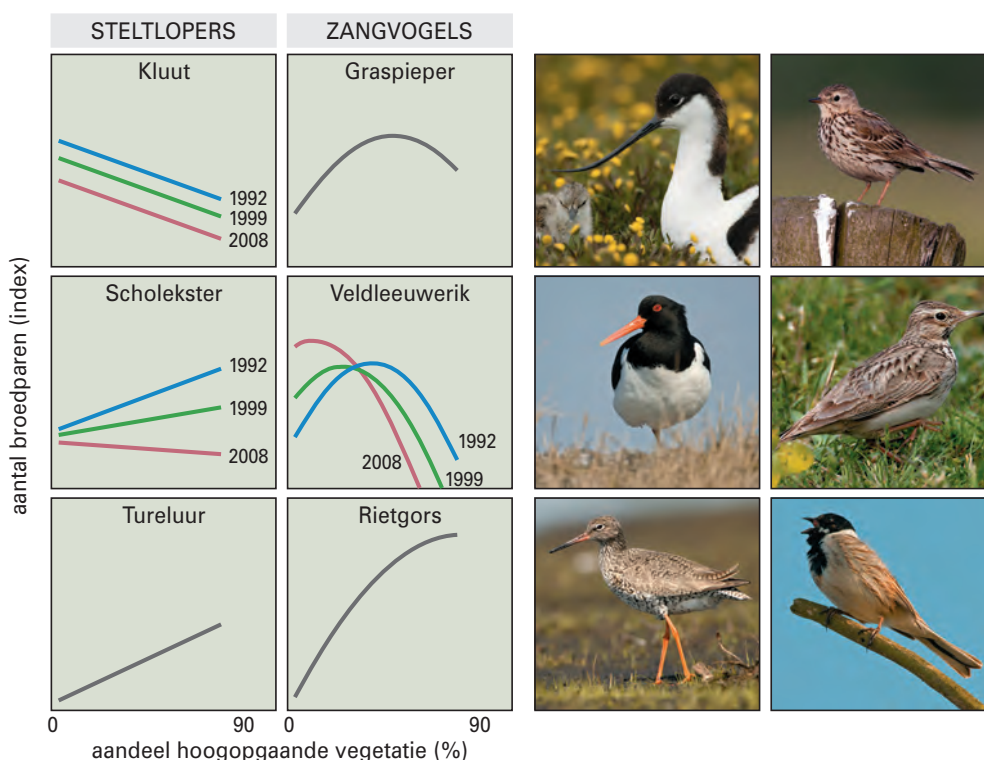 STELTLOPERS ZANGVOGELS
Kluut Graspieper
1992
1999
2008
Scholekster Veldleeuwerik
1992
1999
2008
2008
1992
1999
Tureluur Rietgors
0 90 0 90
aandeel hoogopgaande vegetatie (%)
aantal broedparen (index)